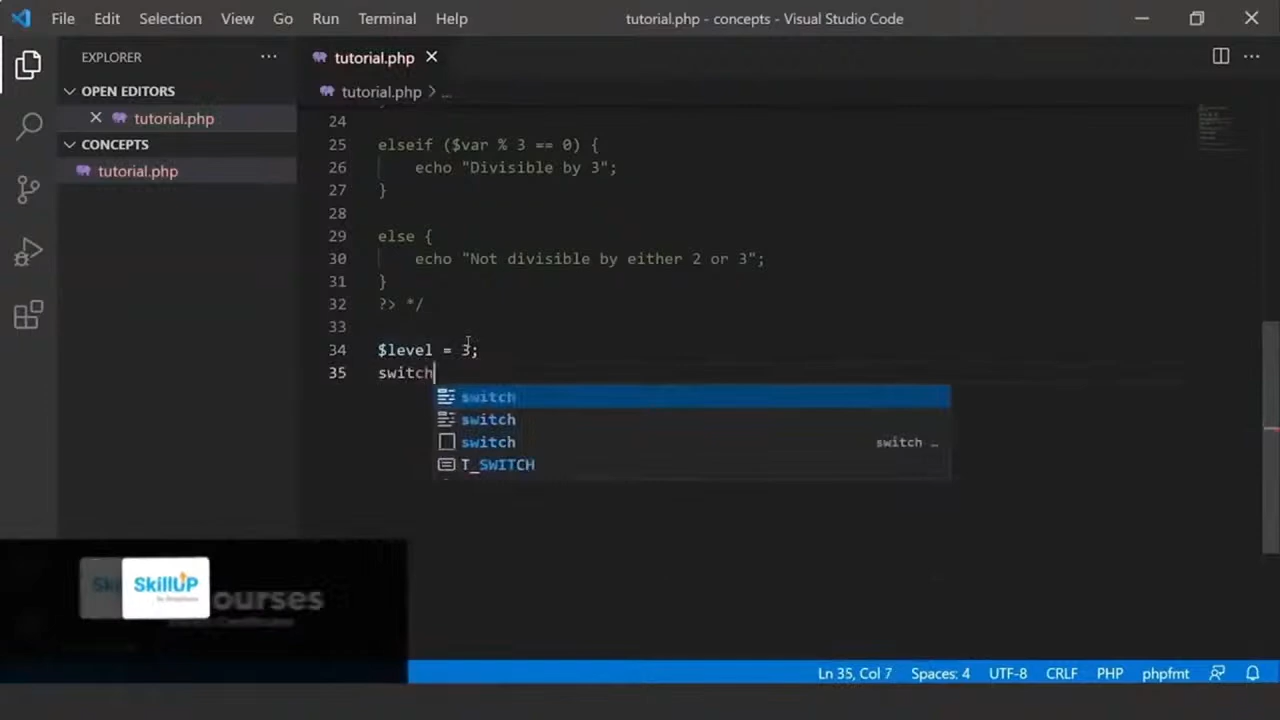 File Edit Selection View Go Run Terminal Help tutorial.php - concepts - Visual Studio Code
EXPLORER
OPEN EDITORS
tutorial.php
CONCEPTS
tutorial.php
tutorial.php
tutorial.php > ...
24
25 elseif ($var % 3 == 0) {
26 echo "Divisible by 3";
27 }
28
29 else {
30 echo "Not divisible by either 2 or 3";
31 }
32 ?> */
33
34 $level = 3;
35 switch
switch
switch
switch switch …
T_SWITCH
SkillUP
ourses
Ln 35, Col 7 Spaces: 4 UTF-8 CRLF PHP phpfmt